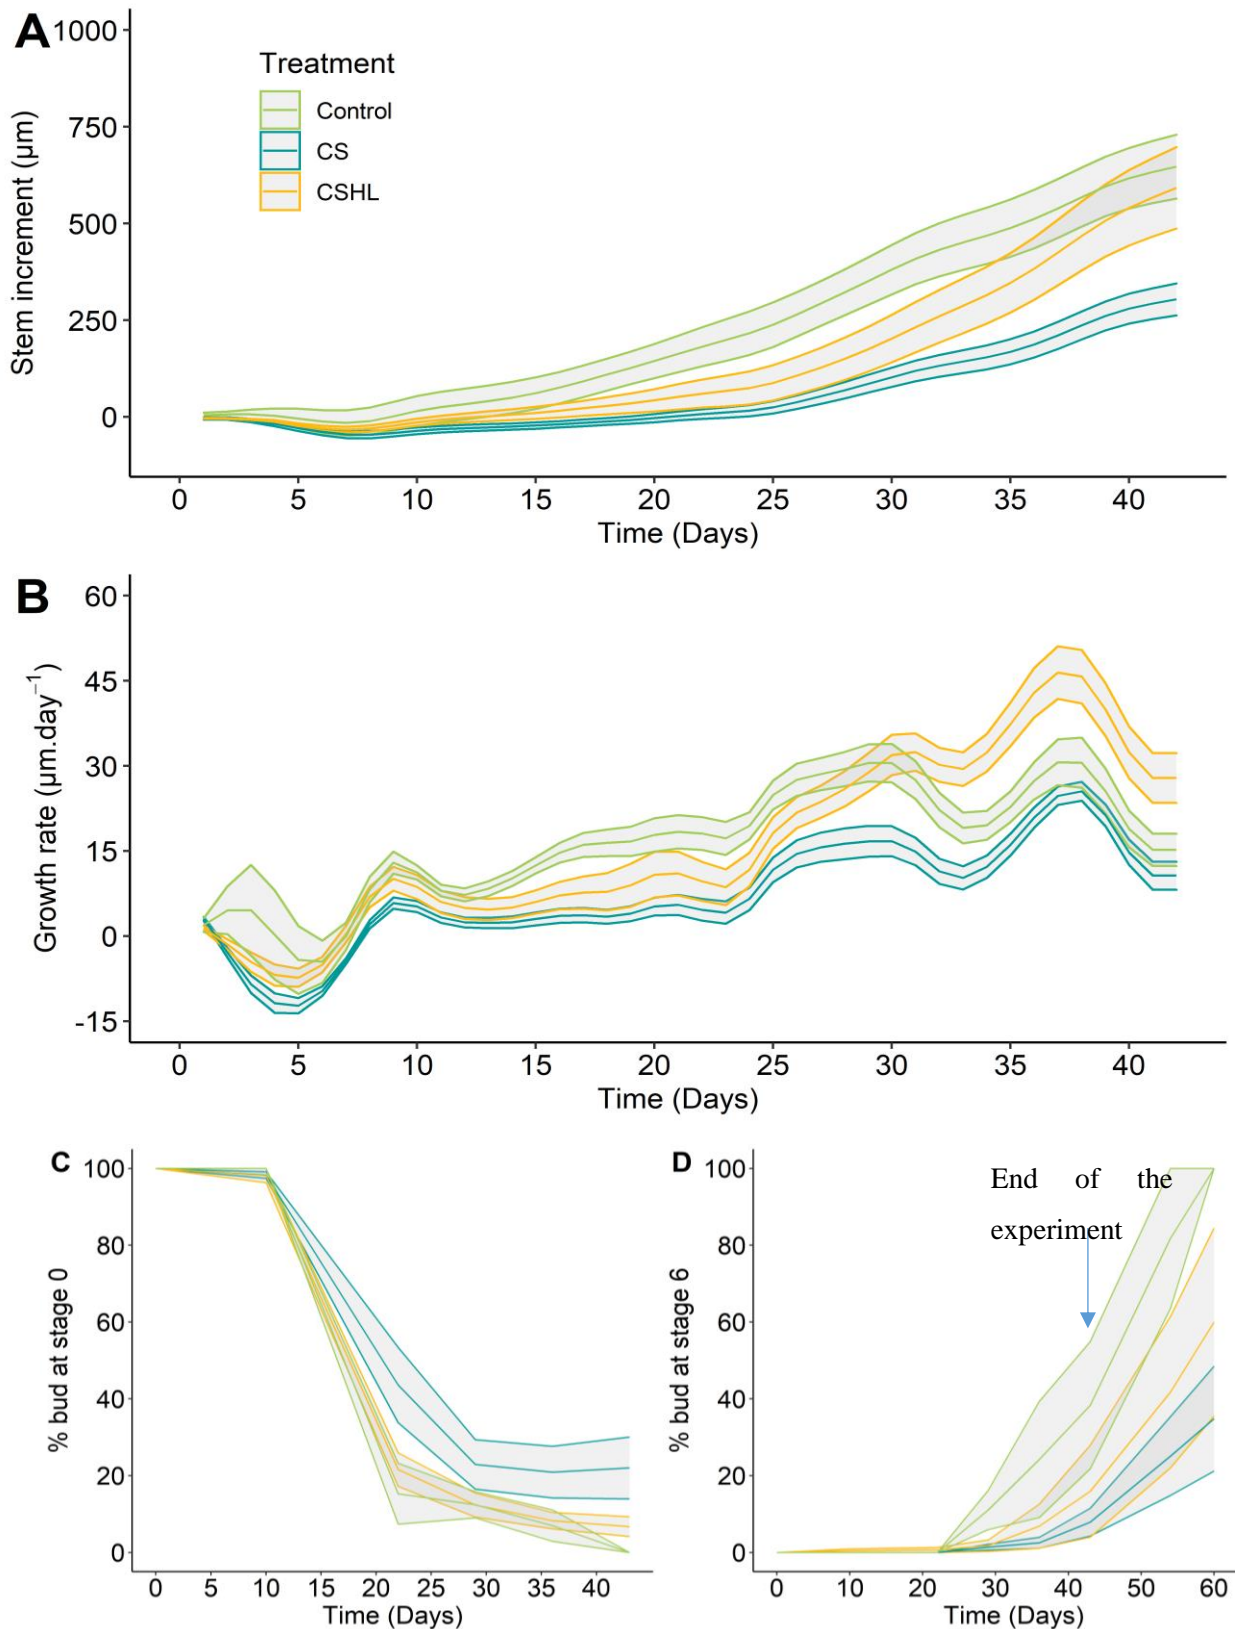 A
1000
750
500
250
0
Stem increment (µm)
Treatment
Control
CS
CSHL
0 5 10 15 20 25 30 35 40
Time (Days)
B
60
45
30
15
0
-15
Growth rate (µm.day⁻¹)
0 5 10 15 20 25 30 35 40
Time (Days)
C
100
80
60
40
20
0
% bud at stage 0
0 5 10 15 20 25 30 35 40
Time (Days)
D
100
80
60
40
20
0
% bud at stage 6
End of the
experiment
0 10 20 30 40 50 60
Time (Days)